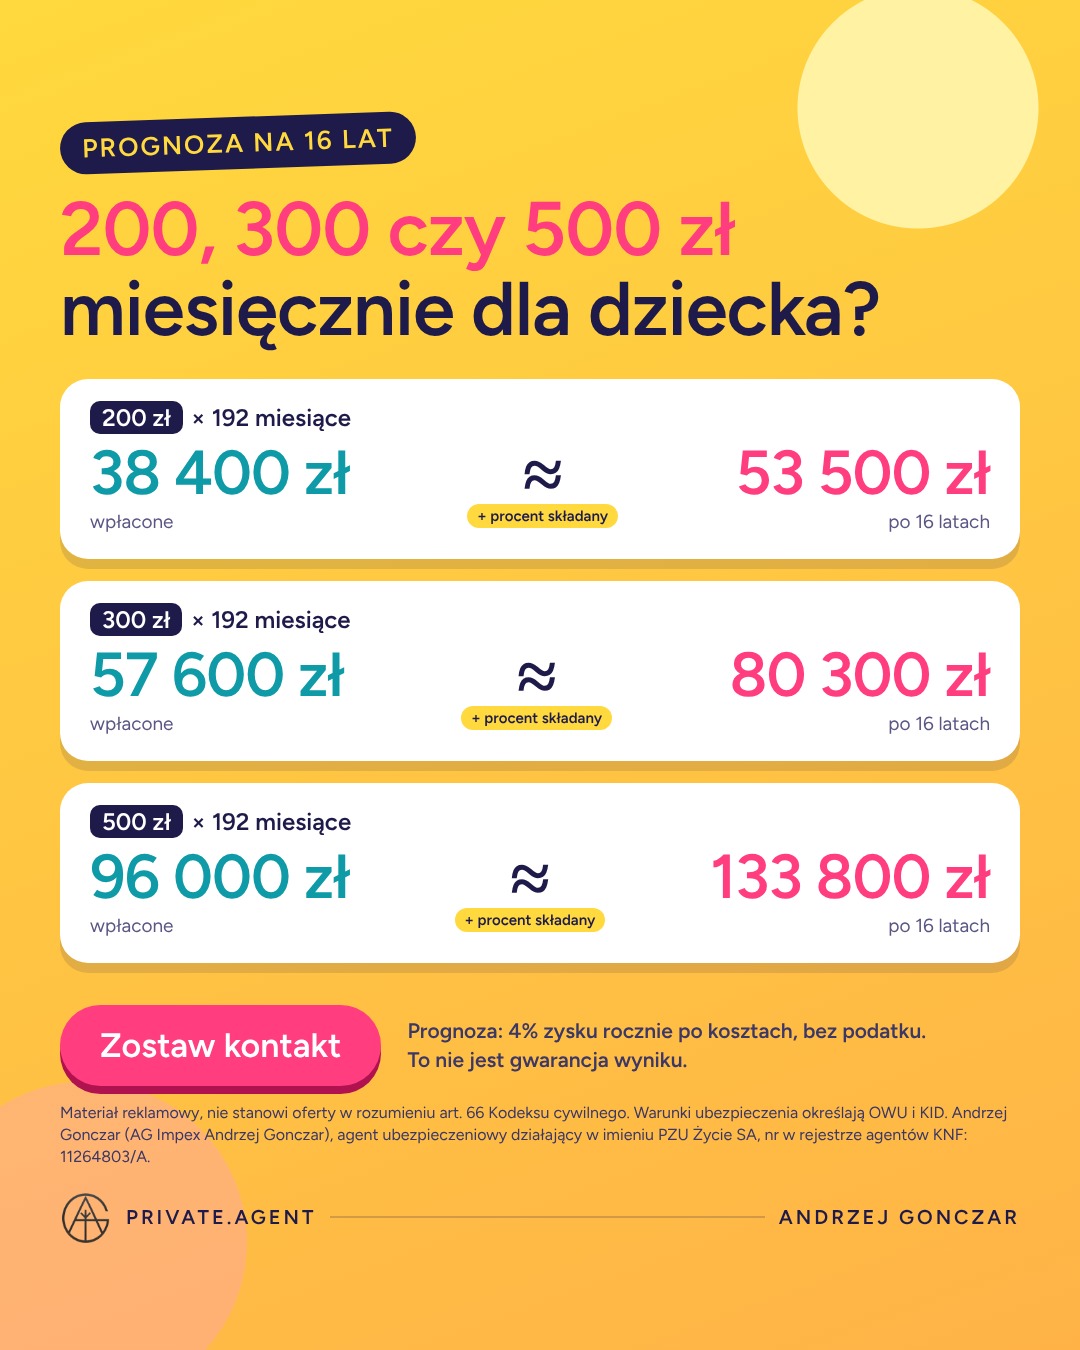 PROGNOZA NA 16 LAT
200, 300 czy 500 zł
miesięcznie dla dziecka?
200 zł × 192 miesiące
38 400 zł ≈ 53 500 zł
+ procent składany
wpłacone po 16 latach
300 zł × 192 miesiące
57 600 zł ≈ 80 300 zł
+ procent składany
wpłacone po 16 latach
500 zł × 192 miesiące
96 000 zł ≈ 133 800 zł
+ procent składany
wpłacone po 16 latach
Zostaw kontakt
Prognoza: 4% zysku rocznie po kosztach, bez podatku.
To nie jest gwarancja wyniku.
Materiał reklamowy, nie stanowi oferty w rozumieniu art. 66 Kodeksu cywilnego. Warunki ubezpieczenia określają OWU i KID. Andrzej
Gonczar (AG Impex Andrzej Gonczar), agent ubezpieczeniowy działający w imieniu PZU Życie SA, nr w rejestrze agentów KNF:
11264803/A.
PRIVATE.AGENT ANDRZEJ GONCZAR